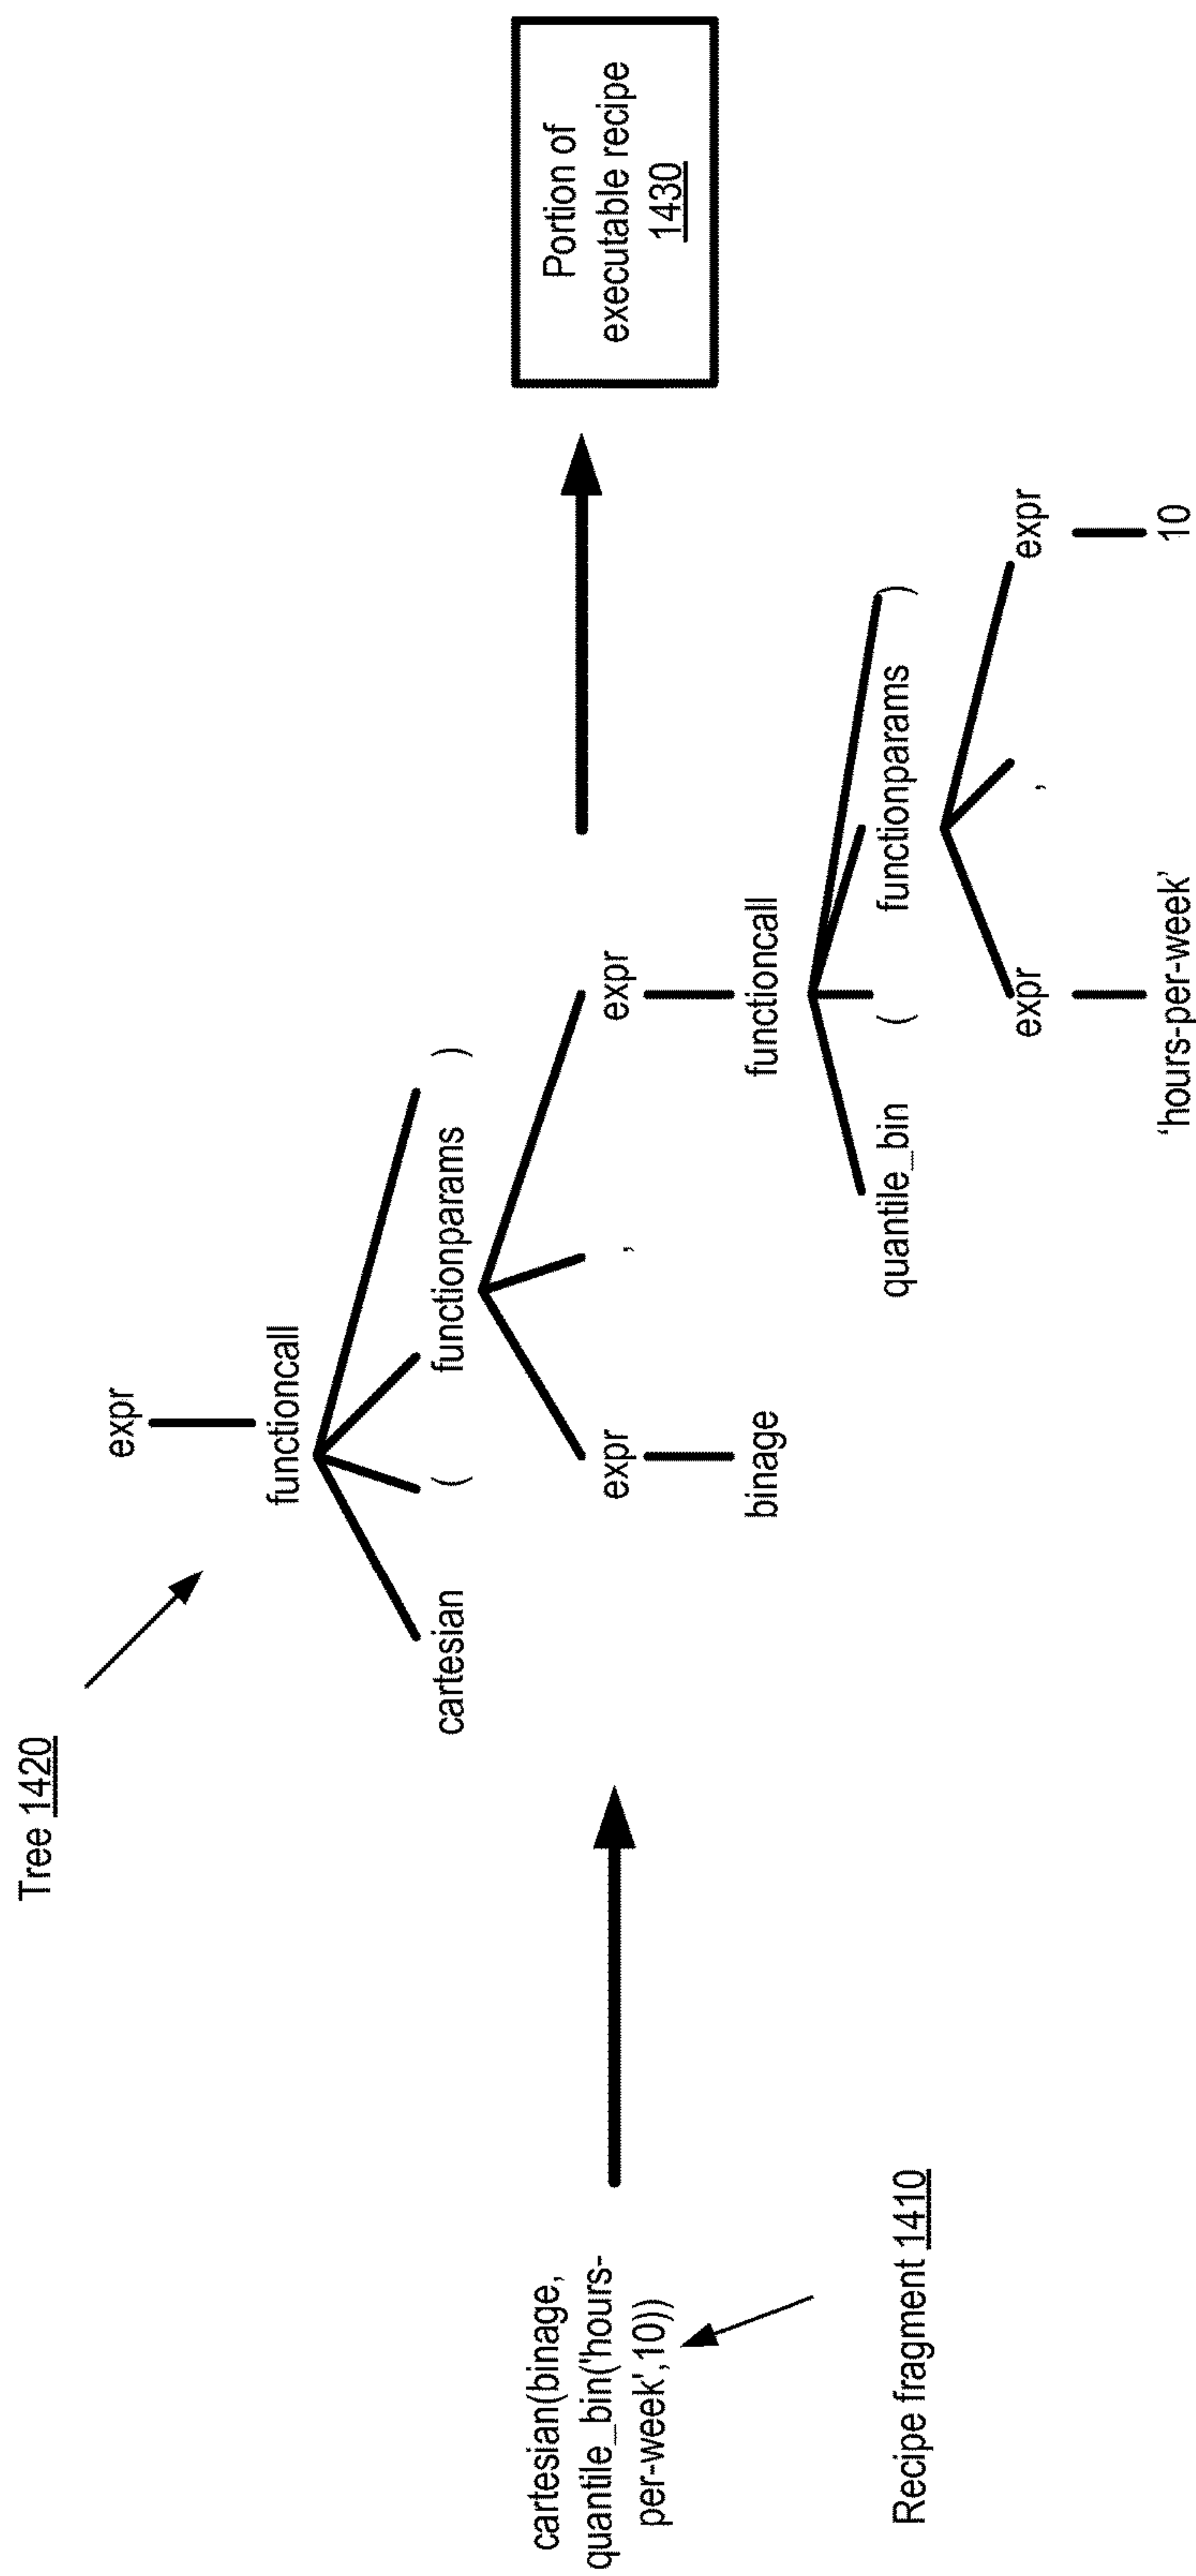 Tree 1420
expr
functioncall
cartesian ( functionparams )
expr , expr
binage
functioncall
quantile_bin ( functionparams )
expr , expr
‘hours-per-week’ 10
cartesian(binage,
quantile_bin('hours-
per-week',10))
Recipe fragment 1410
Portion of
executable recipe
1430